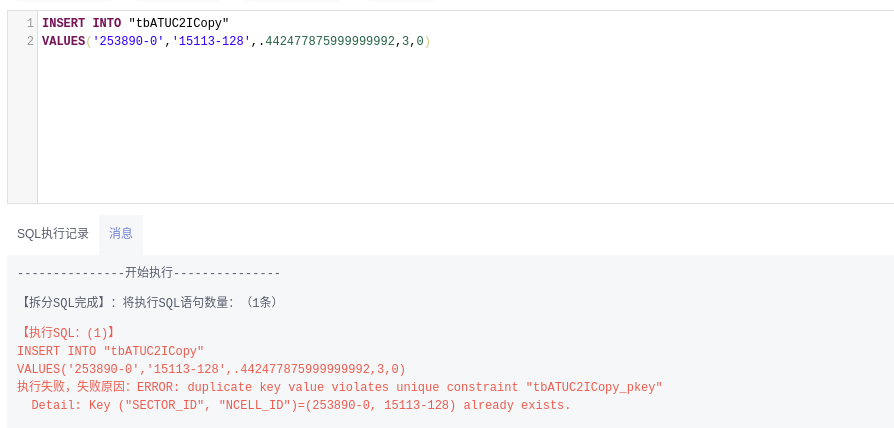 1 INSERT INTO "tbATUC2ICopy"
2 VALUES('253890-0','15113-128',.442477875999999992,3,0)
SQL执行记录 消息
---------------开始执行---------------
【拆分SQL完成】：将执行SQL语句数量：（1条）
【执行SQL：(1)】
INSERT INTO "tbATUC2ICopy"
VALUES('253890-0','15113-128',.442477875999999992,3,0)
执行失败，失败原因：ERROR: duplicate key value violates unique constraint "tbATUC2ICopy_pkey"
Detail: Key ("SECTOR_ID", "NCELL_ID")=(253890-0, 15113-128) already exists.